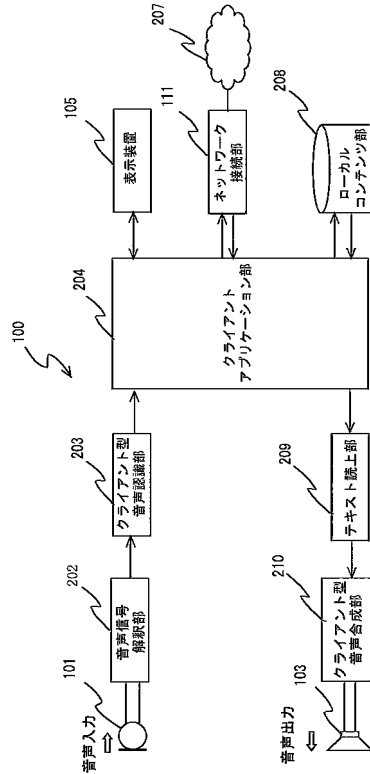 100
音声入力
101
音声信号
解釈部
202
クライアント型
音声認識部
203
クライアント
アプリケーション部
204
表示装置
105
ネットワーク
接続部
111
207
ローカル
コンテンツ部
208
テキスト読上部
209
クライアント型
音声合成部
210
音声出力
103